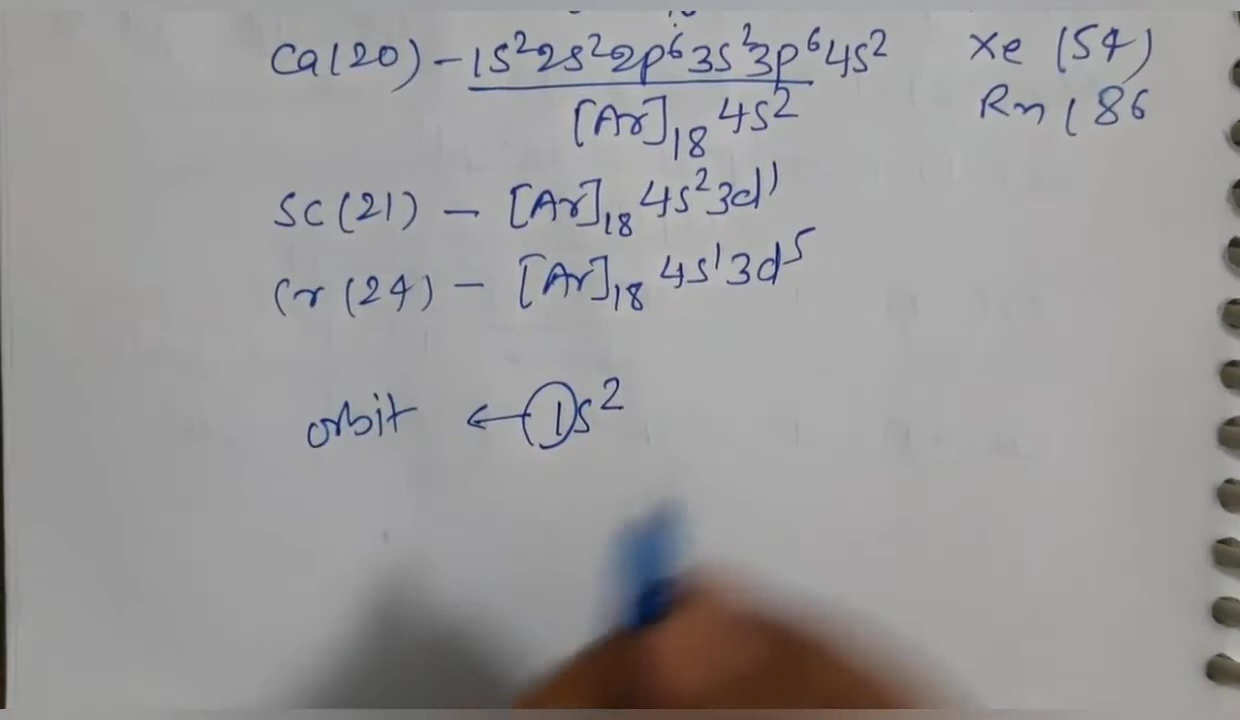 Ca(20) - 1s²2s²2p⁶3s²3p⁶4s² Xe (54)
[Ar]₁₈ 4s² Rn ( 86
Sc(21) - [Ar]₁₈ 4s²3d¹
Cr(24) - [Ar]₁₈ 4s¹3d⁵
orbit ← 1s²